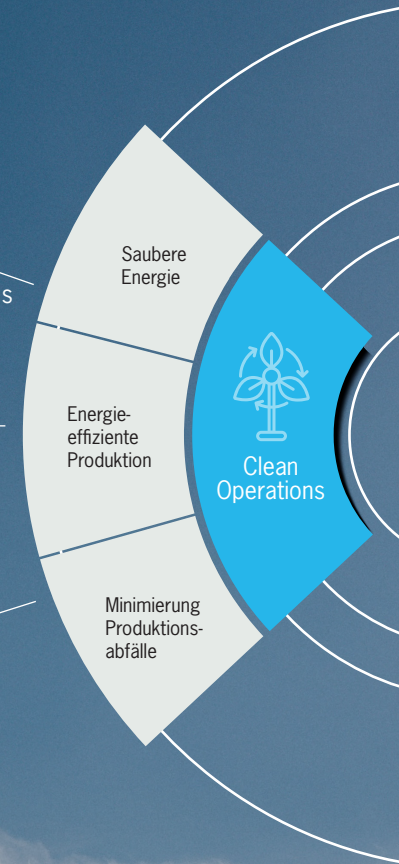 Saubere
Energie
s
Energie-
effiziente
Produktion
Clean
Operations
Minimierung
Produktions-
abfälle